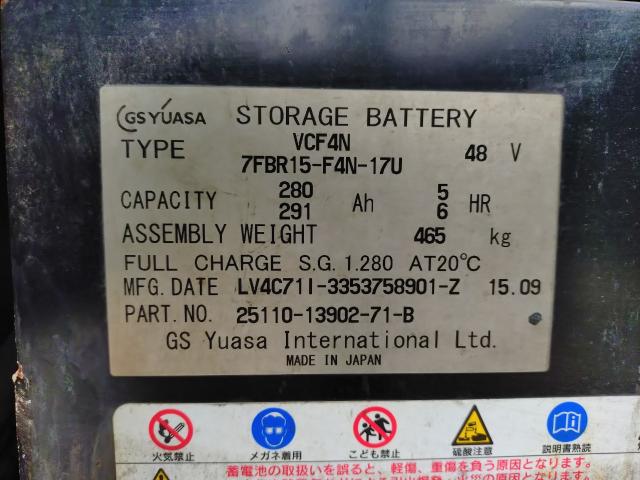 GS YUASA STORAGE BATTERY
TYPE VCF4N 48 V
7FBR15-F4N-17U
CAPACITY 280 Ah 5 HR
291 6
ASSEMBLY WEIGHT 465 kg
FULL CHARGE S.G. 1.280 AT20℃
MFG. DATE LV4C711-3353758901-Z 15.09
PART. NO. 25110-13902-71-B
GS Yuasa International Ltd.
MADE IN JAPAN
火気禁止 メガネ着用 こども禁止 硫酸注意 説明書熟読
蓄電池の取扱いを誤ると、軽傷、重傷を負う原因となります。